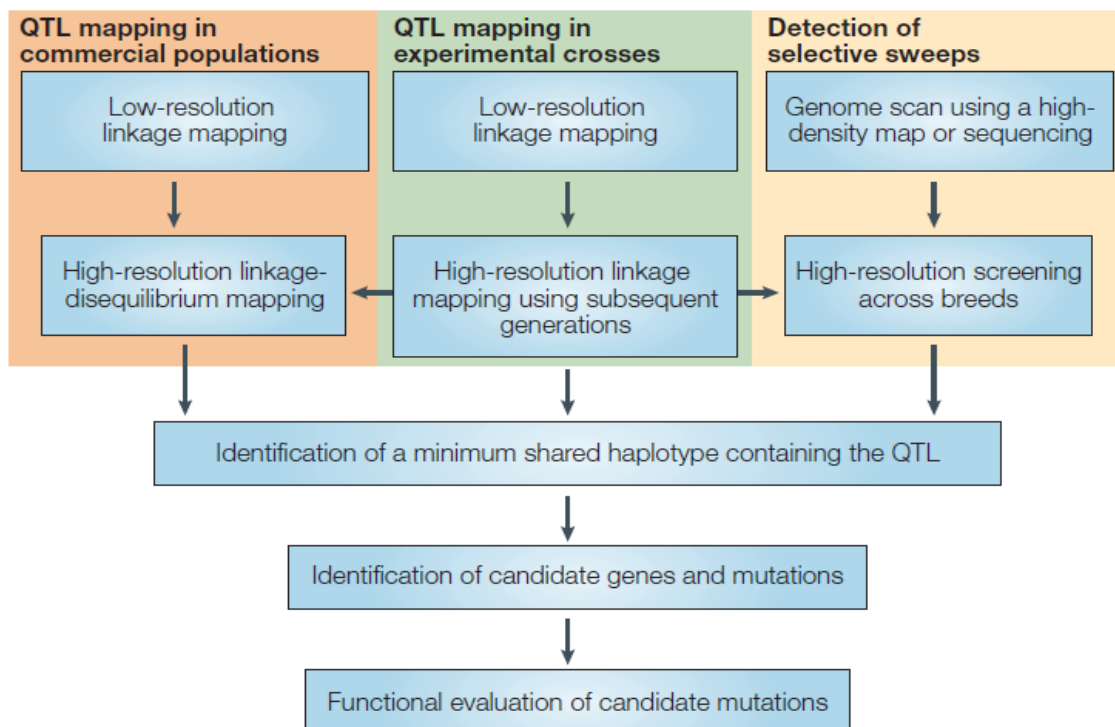 QTL mapping in
commercial populations
QTL mapping in
experimental crosses
Detection of
selective sweeps
Low-resolution
linkage mapping
Low-resolution
linkage mapping
Genome scan using a high-
density map or sequencing
High-resolution linkage-
disequilibrium mapping
High-resolution linkage
mapping using subsequent
generations
High-resolution screening
across breeds
Identification of a minimum shared haplotype containing the QTL
Identification of candidate genes and mutations
Functional evaluation of candidate mutations